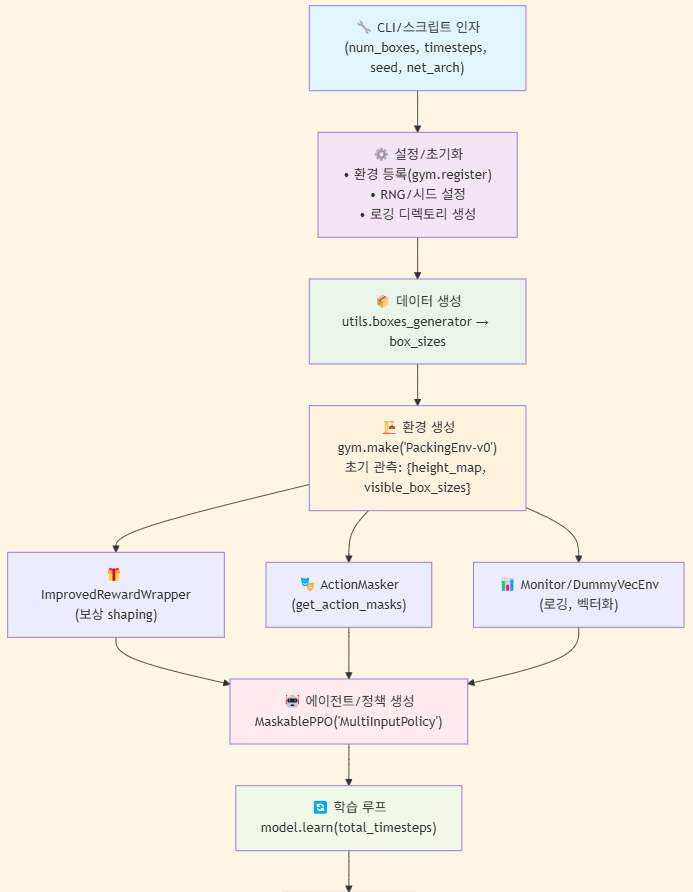 🔧 CLI/스크립트 인자
(num_boxes, timesteps,
seed, net_arch)
⚙️ 설정/초기화
• 환경 등록(gym.register)
• RNG/시드 설정
• 로깅 디렉토리 생성
📦 데이터 생성
utils.boxes_generator →
box_sizes
🏗️ 환경 생성
gym.make('PackingEnv-v0')
초기 관측: {height_map,
visible_box_sizes}
🎁
ImprovedRewardWrapper
(보상 shaping)
🎭 ActionMasker
(get_action_masks)
📊 Monitor/DummyVecEnv
(로깅, 벡터화)
🤖 에이전트/정책 생성
MaskablePPO('MultiInputPolicy')
🔄 학습 루프
model.learn(total_timesteps)